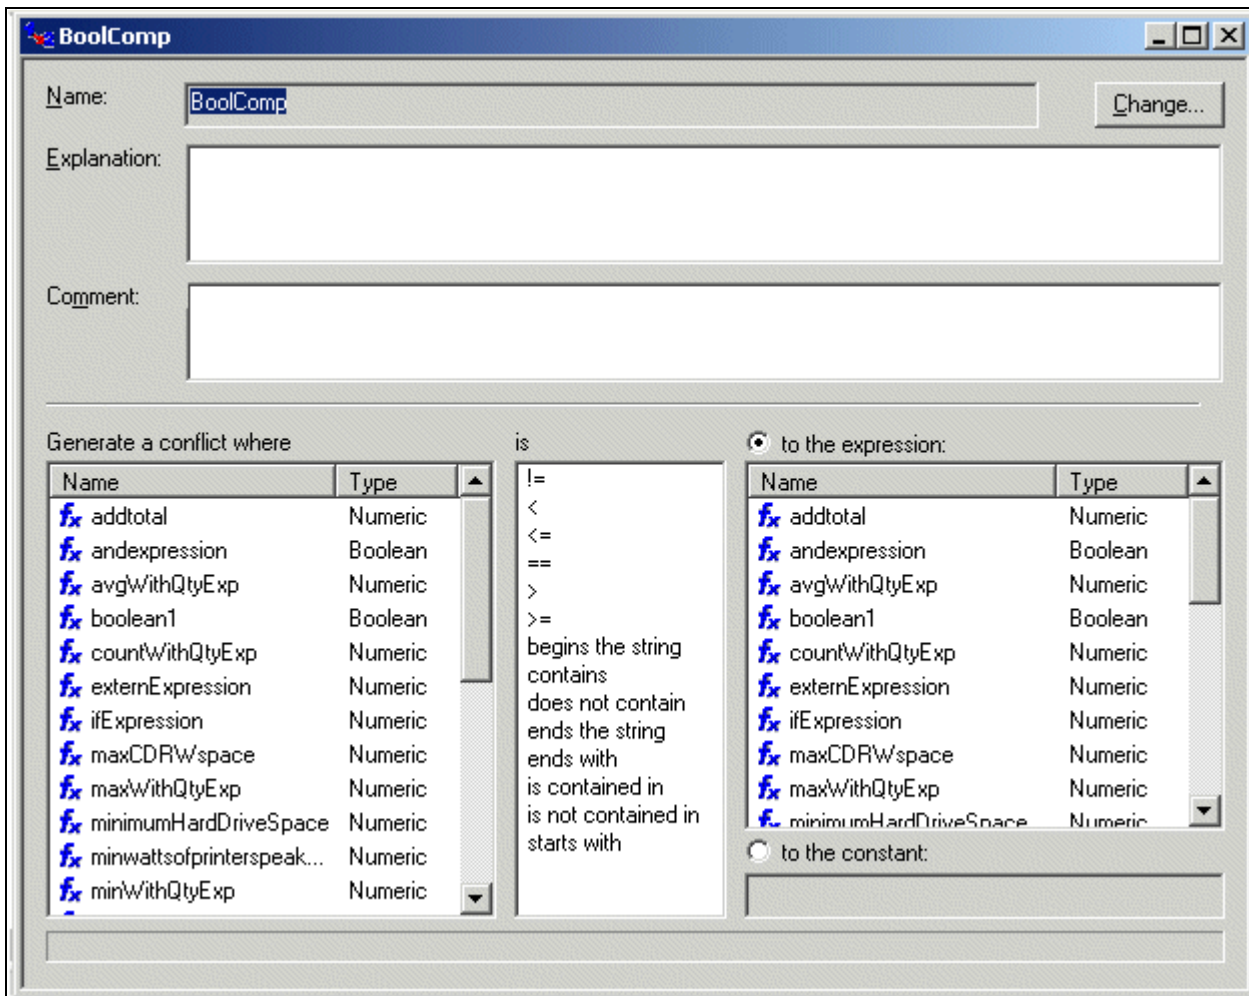 BoolComp
Name:
BoolComp
Change...
Explanation:
Comment:
Generate a conflict where
is
to the expression:
Name Type
addtotal Numeric
andexpression Boolean
avgWithQtyExp Numeric
boolean1 Boolean
countWithQtyExp Numeric
externExpression Numeric
ifExpression Numeric
maxCDRWspace Numeric
maxWithQtyExp Numeric
minimumHardDriveSpace Numeric
minwattsofprinterspeak... Numeric
minWithQtyExp Numeric
!=
<
<=
==
>
>=
begins the string
contains
does not contain
ends the string
ends with
is contained in
is not contained in
starts with
Name Type
addtotal Numeric
andexpression Boolean
avgWithQtyExp Numeric
boolean1 Boolean
countWithQtyExp Numeric
externExpression Numeric
ifExpression Numeric
maxCDRWspace Numeric
maxWithQtyExp Numeric
minimumHardDriveSpace Numeric
to the constant: